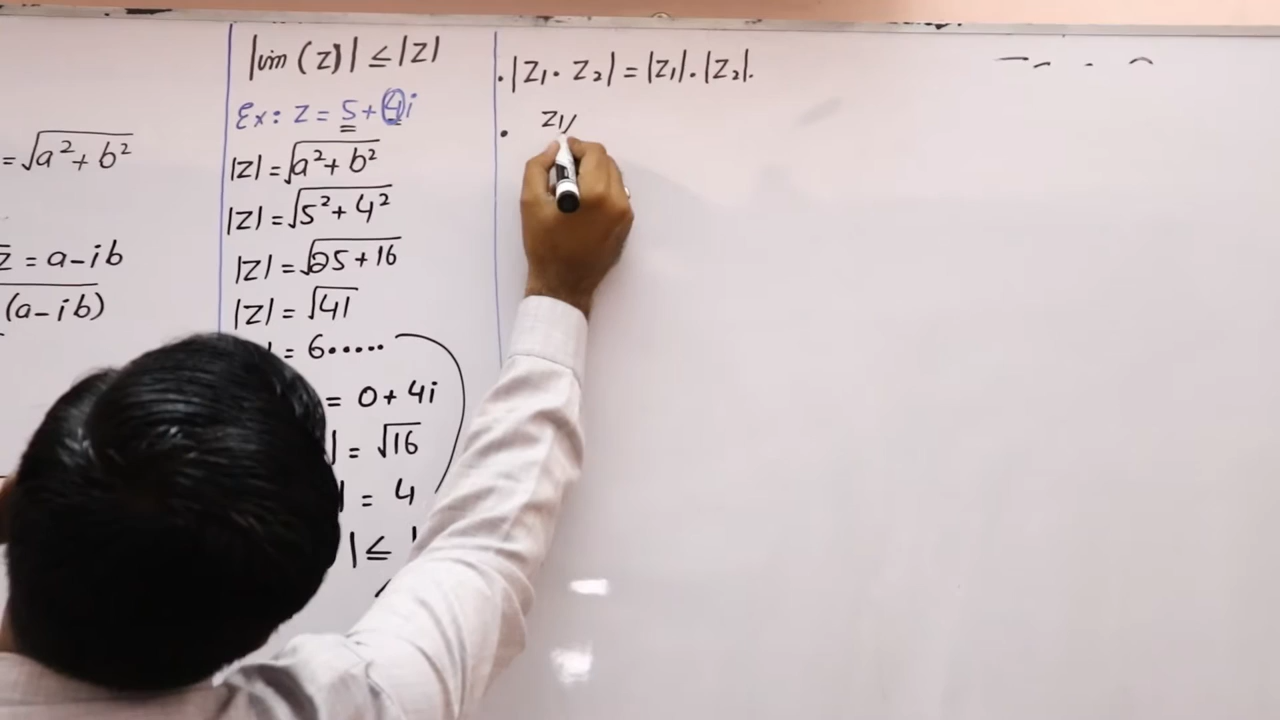 = √a² + b²
z̄ = a - ib
(a - ib)
|im (z)| ≤ |z|
Ex: z = 5 + 4i
|z| = √a² + b²
|z| = √5² + 4²
|z| = √25 + 16
|z| = √41
= 6.....
= 0 + 4i
| = √16
| = 4
| ≤
. |z₁ . z₂| = |z₁| . |z₂| .
. z₁/